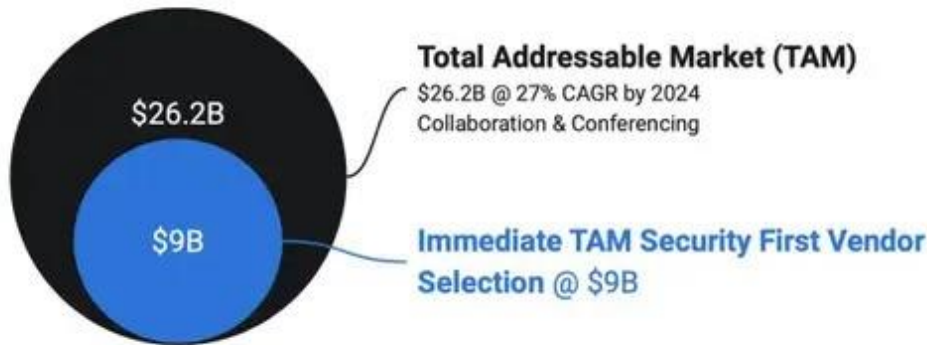 $26.2B
$9B
Total Addressable Market (TAM)
$26.2B @ 27% CAGR by 2024
Collaboration & Conferencing
Immediate TAM Security First Vendor
Selection @ $9B